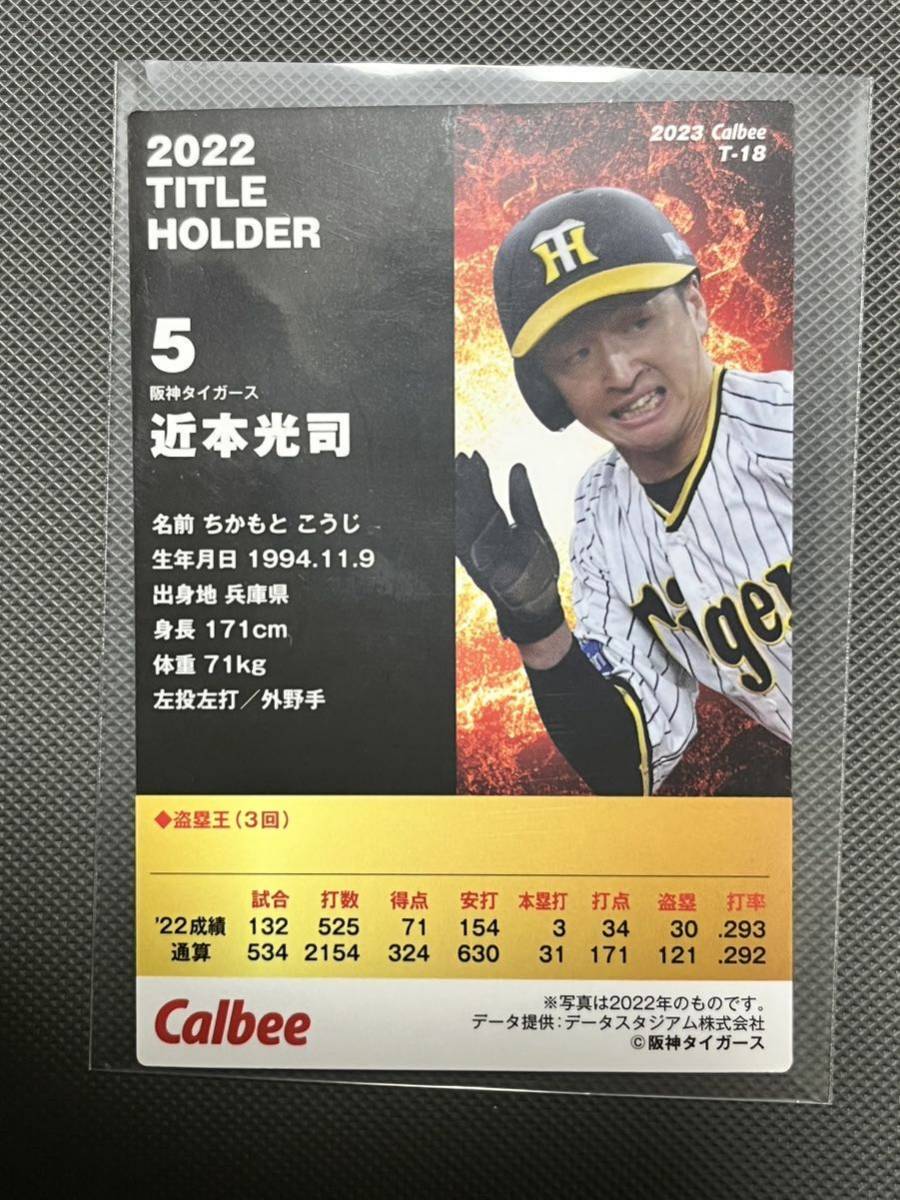 2022
TITLE
HOLDER
2023 Calbee
T-18
5
阪神タイガース
近本光司
名前 ちかもと こうじ
生年月日 1994.11.9
出身地 兵庫県
身長 171cm
体重 71kg
左投左打／外野手
Tiger
◆盗塁王(3回)
試合 打数 得点 安打 本塁打 打点 盗塁 打率
'22成績 132 525 71 154 3 34 30 .293
通算 534 2154 324 630 31 171 121 .292
Calbee
※写真は2022年のものです。
データ提供:データスタジアム株式会社
©阪神タイガース